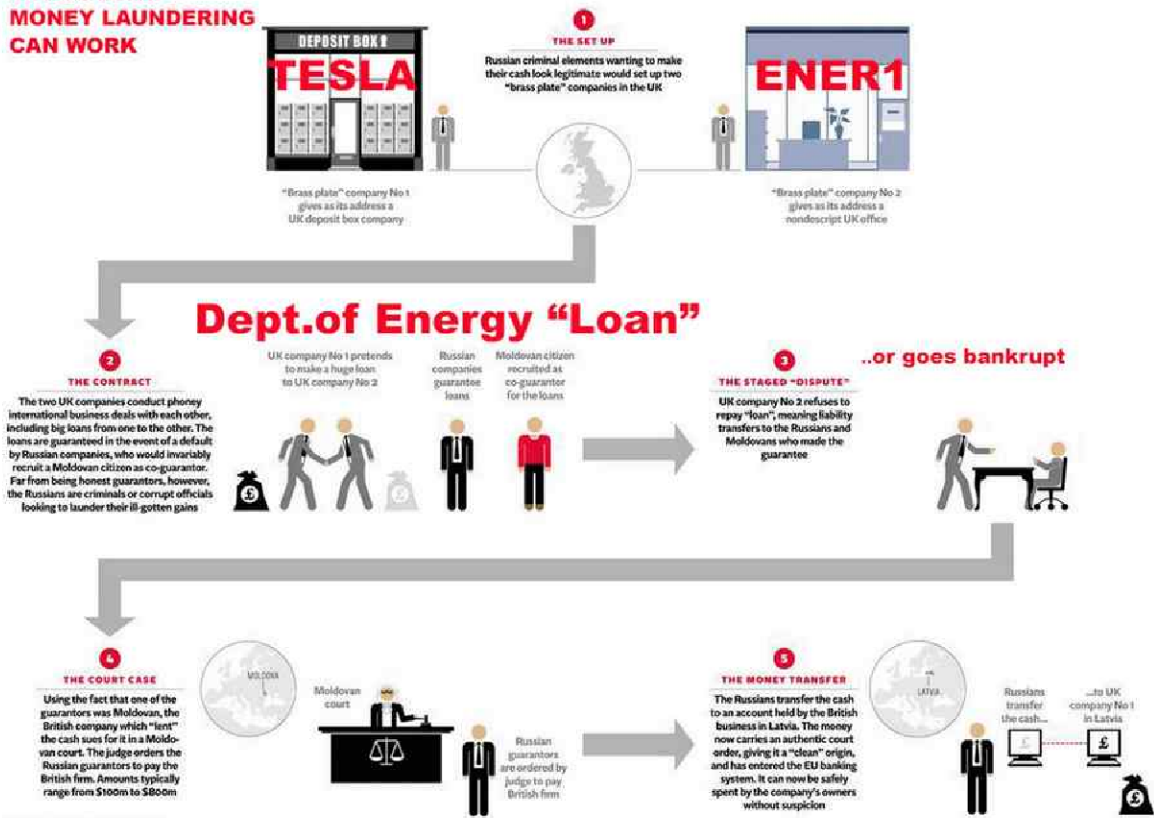 MONEY LAUNDERING
CAN WORK
DEPOSIT BOX
TESLA
1
THE SET UP
Russian criminal elements wanting to make
their cash look legitimate would set up two
"brass plate" companies in the UK
ENER1
"Brass plate" company No 1
gives as its address a
UK deposit box company
"Brass plate" company No 2
gives as its address a
nondescript UK office
Dept.of Energy “Loan”
2
THE CONTRACT
The two UK companies conduct phoney
international business deals with each other,
including big loans from one to the other. The
loans are guaranteed in the event of a default
by Russian companies, who would invariably
recruit a Moldovan citizen as co-guarantor.
Far from being honest guarantors, however,
the Russians are criminals or corrupt officials
looking to launder their ill-gotten gains
UK company No 1 pretends
to make a huge loan
to UK company No 2
Russian
companies
guarantee
loans
Moldovan citizen
recruited as
co-guarantor
for the loans
£
£
3
THE STAGED "DISPUTE"
UK company No 2 refuses to
repay "loan", meaning liability
transfers to the Russians and
Moldovans who made the
guarantee
..or goes bankrupt
4
THE COURT CASE
Using the fact that one of the
guarantors was Moldovan, the
British company which "lent"
the cash sues for it in a Moldo-
van court. The judge orders the
Russian guarantors to pay the
British firm. Amounts typically
range from $100m to $800m
MOLDOVA
Moldovan
court
Russian
guarantors
are ordered by
judge to pay
British firm
5
THE MONEY TRANSFER
The Russians transfer the cash
to an account held by the British
business in Latvia. The money
now carries an authentic court
order, giving it a "clean" origin,
and has entered the EU banking
system. It can now be safely
spent by the company's owners
without suspicion
LATVIA
Russians
transfer
the cash...
...to UK
company No 1
in Latvia
£
£
£